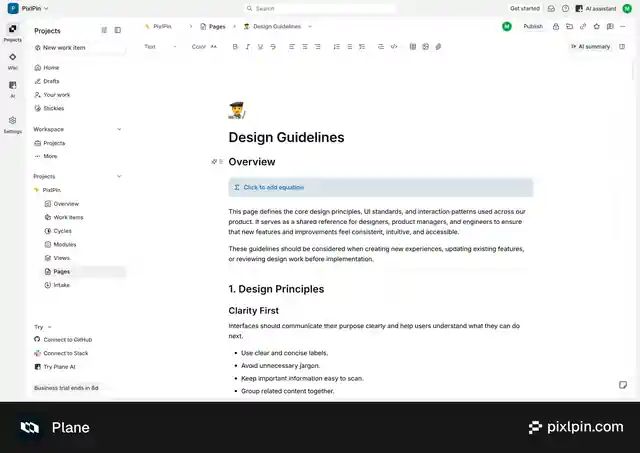 PixlPin
Search
Get started
AI assistant
M
Projects
Wiki
AI
Settings
Projects
New work item
Home
Drafts
Your work
Stickies
Workspace
Projects
More
Projects
PixlPin
Overview
Work items
Cycles
Modules
Views
Pages
Intake
Try
Connect to GitHub
Connect to Slack
Try Plane AI
Business trial ends in 8d
PixlPin > Pages > Design Guidelines
M
Publish
Text
Color
AI summary
Design Guidelines
Overview
Click to add equation
This page defines the core design principles, UI standards, and interaction patterns used across our
product. It serves as a shared reference for designers, product managers, and engineers to ensure
that new features and improvements feel consistent, intuitive, and accessible.
These guidelines should be considered when creating new experiences, updating existing features,
or reviewing design work before implementation.
1. Design Principles
Clarity First
Interfaces should communicate their purpose clearly and help users understand what they can do
next.
• Use clear and concise labels.
• Avoid unnecessary jargon.
• Keep important information easy to scan.
• Group related content together.
Plane
pixlpin.com